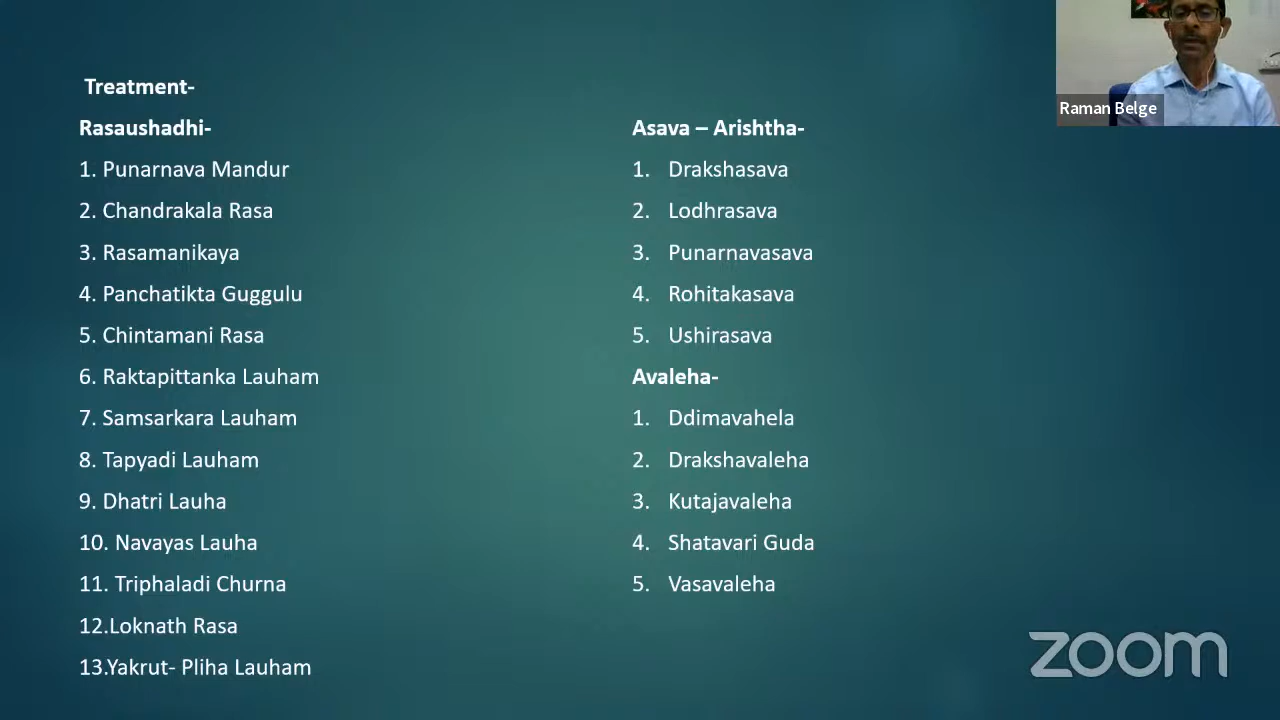 Treatment-
Rasaushadhi-
1. Punarnava Mandur
2. Chandrakala Rasa
3. Rasamanikaya
4. Panchatikta Guggulu
5. Chintamani Rasa
6. Raktapittanka Lauham
7. Samsarkara Lauham
8. Tapyadi Lauham
9. Dhatri Lauha
10. Navayas Lauha
11. Triphaladi Churna
12.Loknath Rasa
13.Yakrut- Pliha Lauham
Asava – Arishtha-
1. Drakshasava
2. Lodhrasava
3. Punarnavasava
4. Rohitakasava
5. Ushirasava
Avaleha-
1. Ddimavahela
2. Drakshavaleha
3. Kutajavaleha
4. Shatavari Guda
5. Vasavaleha
Raman Belge
zoom